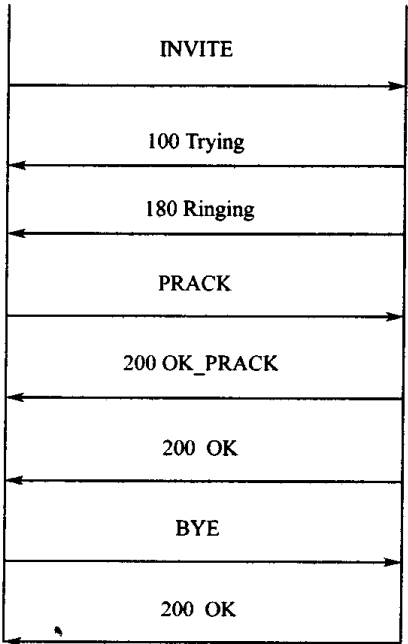 INVITE
100 Trying
180 Ringing
PRACK
200 OK_PRACK
200 OK
BYE
200 OK